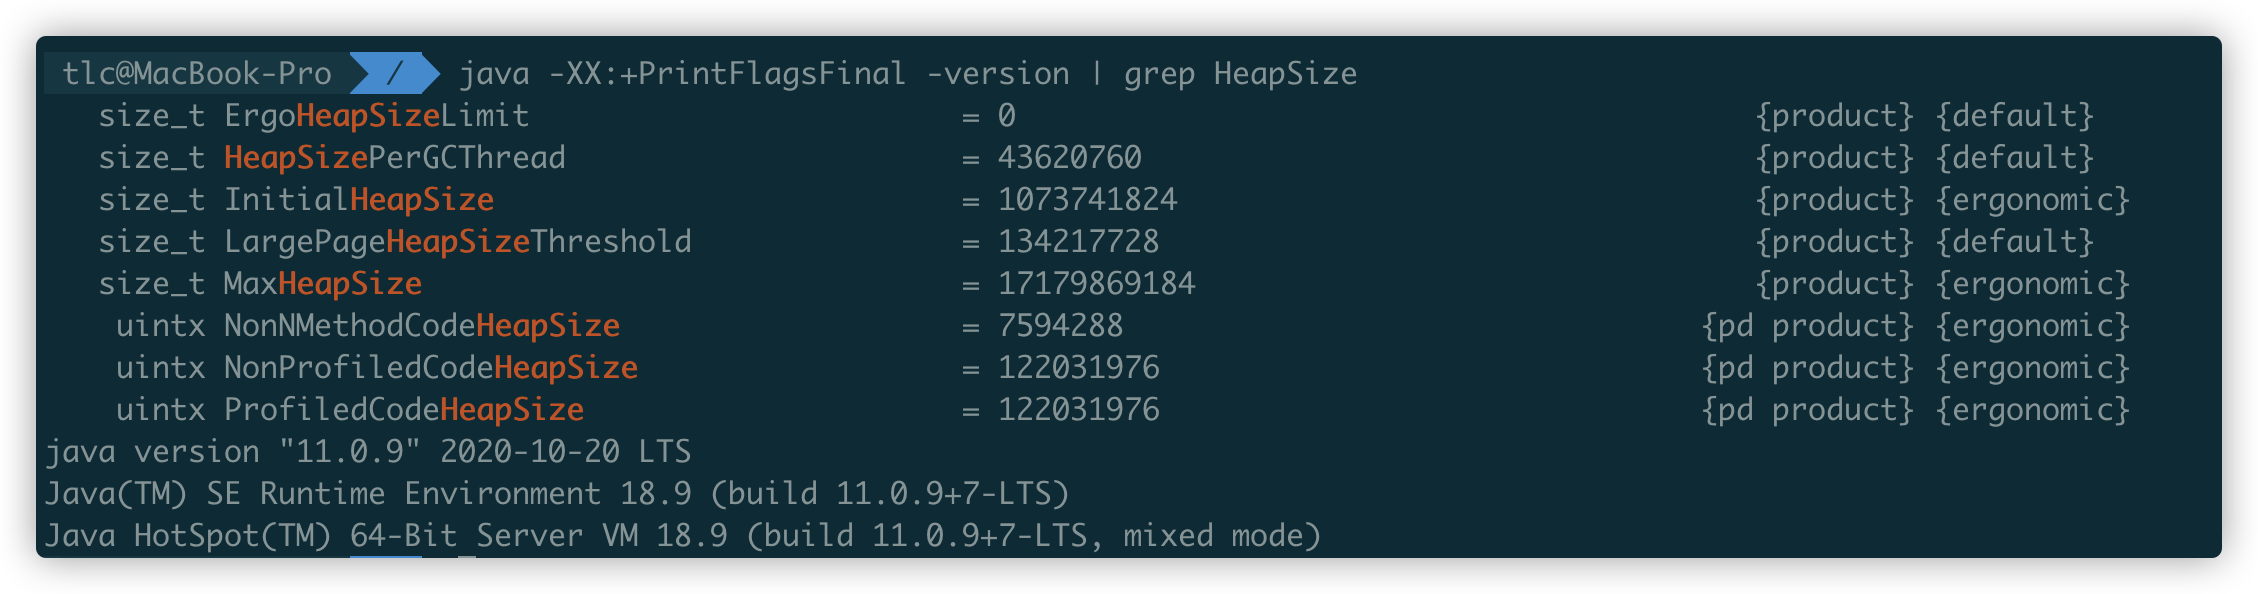 tlc@MacBook-Pro / java -XX:+PrintFlagsFinal -version | grep HeapSize
size_t ErgoHeapSizeLimit = 0 {product} {default}
size_t HeapSizePerGCThread = 43620760 {product} {default}
size_t InitialHeapSize = 1073741824 {product} {ergonomic}
size_t LargePageHeapSizeThreshold = 134217728 {product} {default}
size_t MaxHeapSize = 17179869184 {product} {ergonomic}
uintx NonNMethodCodeHeapSize = 7594288 {pd product} {ergonomic}
uintx NonProfiledCodeHeapSize = 122031976 {pd product} {ergonomic}
uintx ProfiledCodeHeapSize = 122031976 {pd product} {ergonomic}
java version "11.0.9" 2020-10-20 LTS
Java(TM) SE Runtime Environment 18.9 (build 11.0.9+7-LTS)
Java HotSpot(TM) 64-Bit Server VM 18.9 (build 11.0.9+7-LTS, mixed mode)